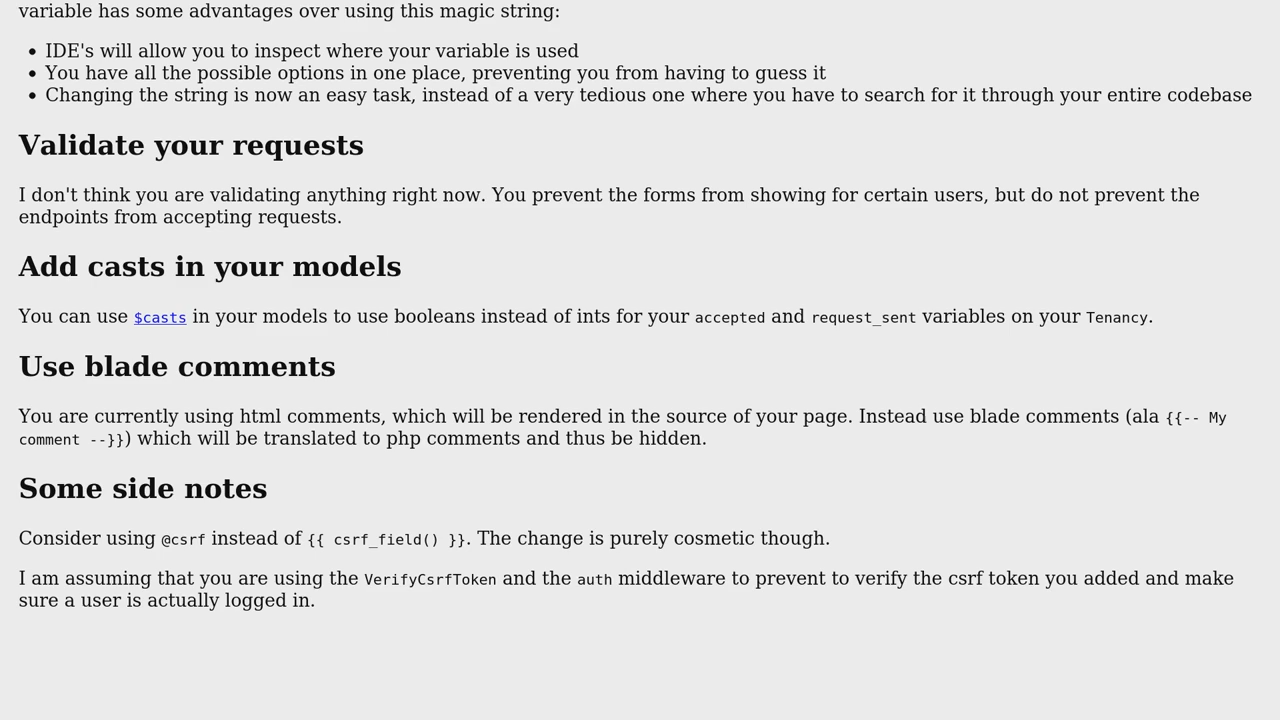 variable has some advantages over using this magic string:
IDE's will allow you to inspect where your variable is used
You have all the possible options in one place, preventing you from having to guess it
Changing the string is now an easy task, instead of a very tedious one where you have to search for it through your entire codebase
Validate your requests
I don't think you are validating anything right now. You prevent the forms from showing for certain users, but do not prevent the
endpoints from accepting requests.
Add casts in your models
You can use $casts in your models to use booleans instead of ints for your accepted and request_sent variables on your Tenancy.
Use blade comments
You are currently using html comments, which will be rendered in the source of your page. Instead use blade comments (ala {{-- My
comment --}}) which will be translated to php comments and thus be hidden.
Some side notes
Consider using @csrf instead of {{ csrf_field() }}. The change is purely cosmetic though.
I am assuming that you are using the VerifyCsrfToken and the auth middleware to prevent to verify the csrf token you added and make
sure a user is actually logged in.